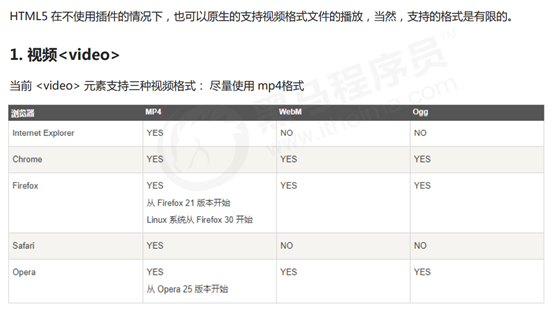 HTML5 在不使用插件的情况下，也可以原生的支持视频格式文件的播放，当然，支持的格式是有限的。
1. 视频<video>
当前 <video> 元素支持三种视频格式： 尽量使用 mp4格式
浏览器 MP4 WebM Ogg
Internet Explorer YES NO NO
Chrome YES YES YES
Firefox YES YES YES
从 Firefox 21 版本开始
Linux 系统从 Firefox 30 开始
Safari YES NO NO
Opera YES YES YES
从 Opera 25 版本开始
黑马程序员
www.itheima.com